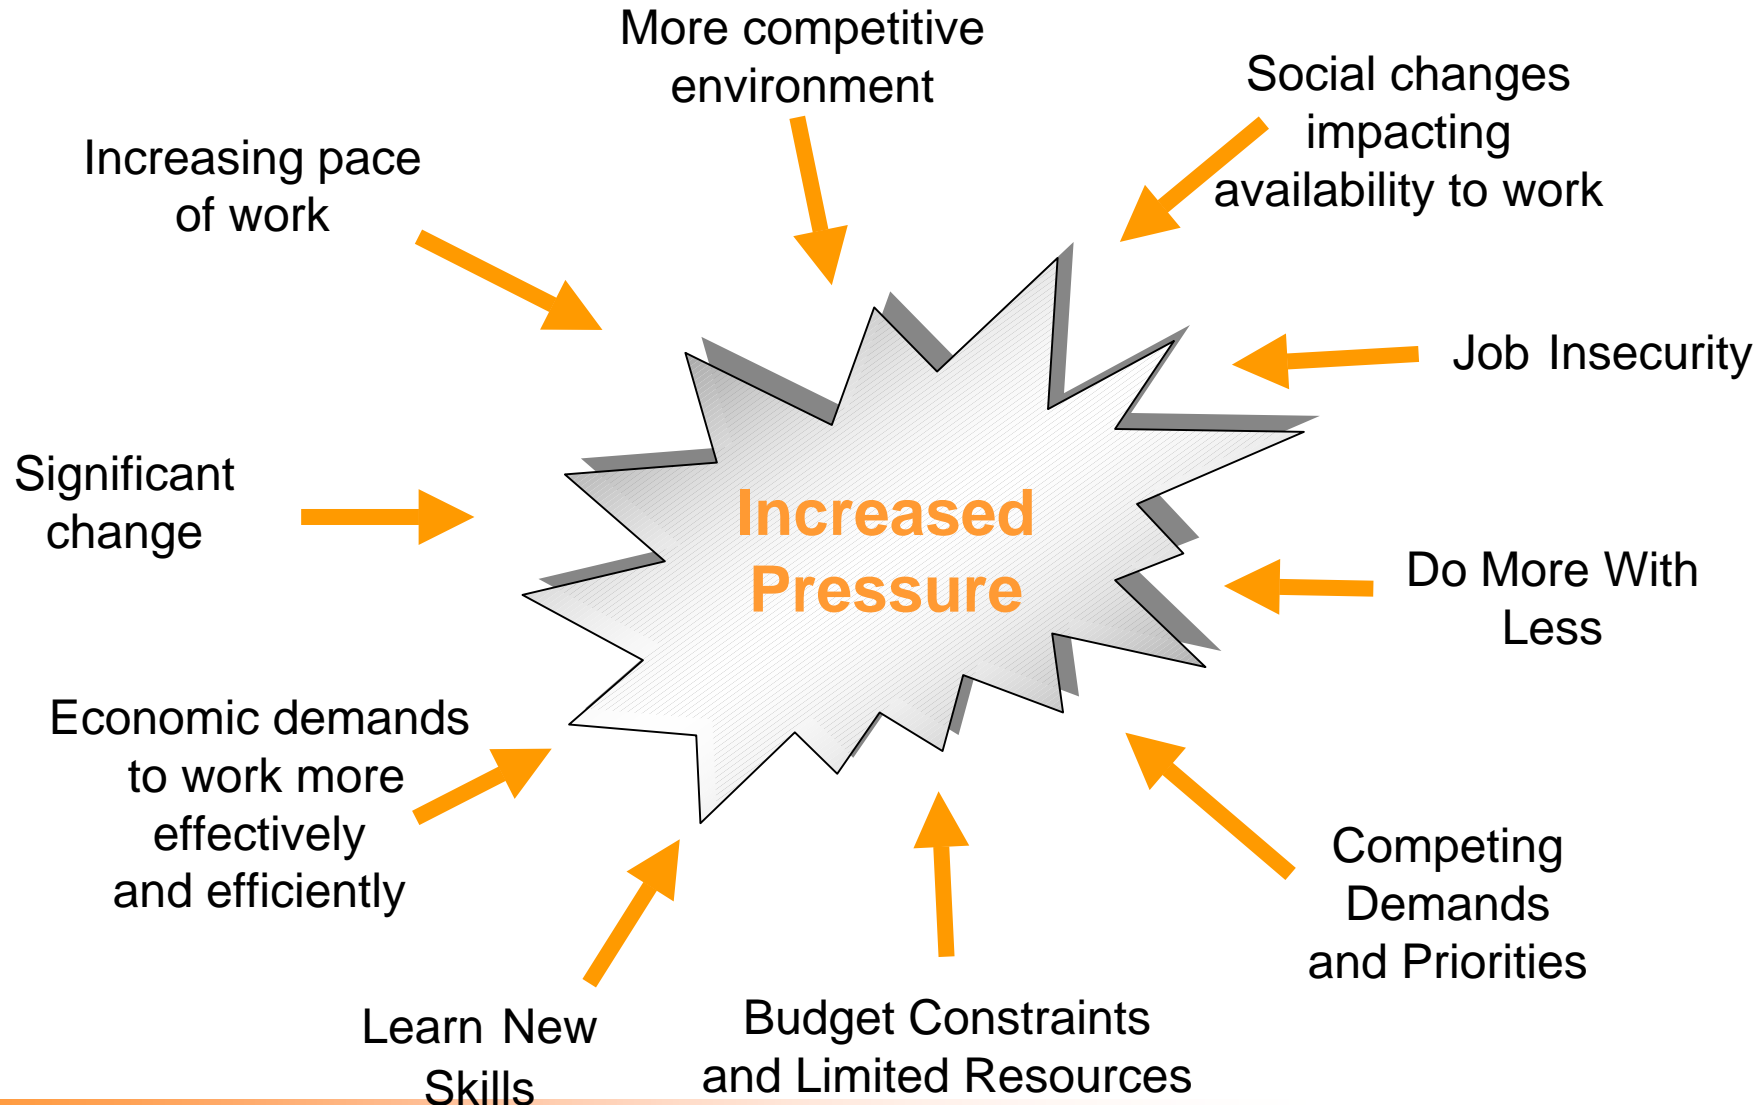 More competitive
environment
Social changes
impacting
availability to work
Increasing pace
of work
Job Insecurity
Significant
change
Increased
Pressure
Do More With
Less
Economic demands
to work more
effectively
and efficiently
Competing
Demands
and Priorities
Learn New
Skills
Budget Constraints
and Limited Resources